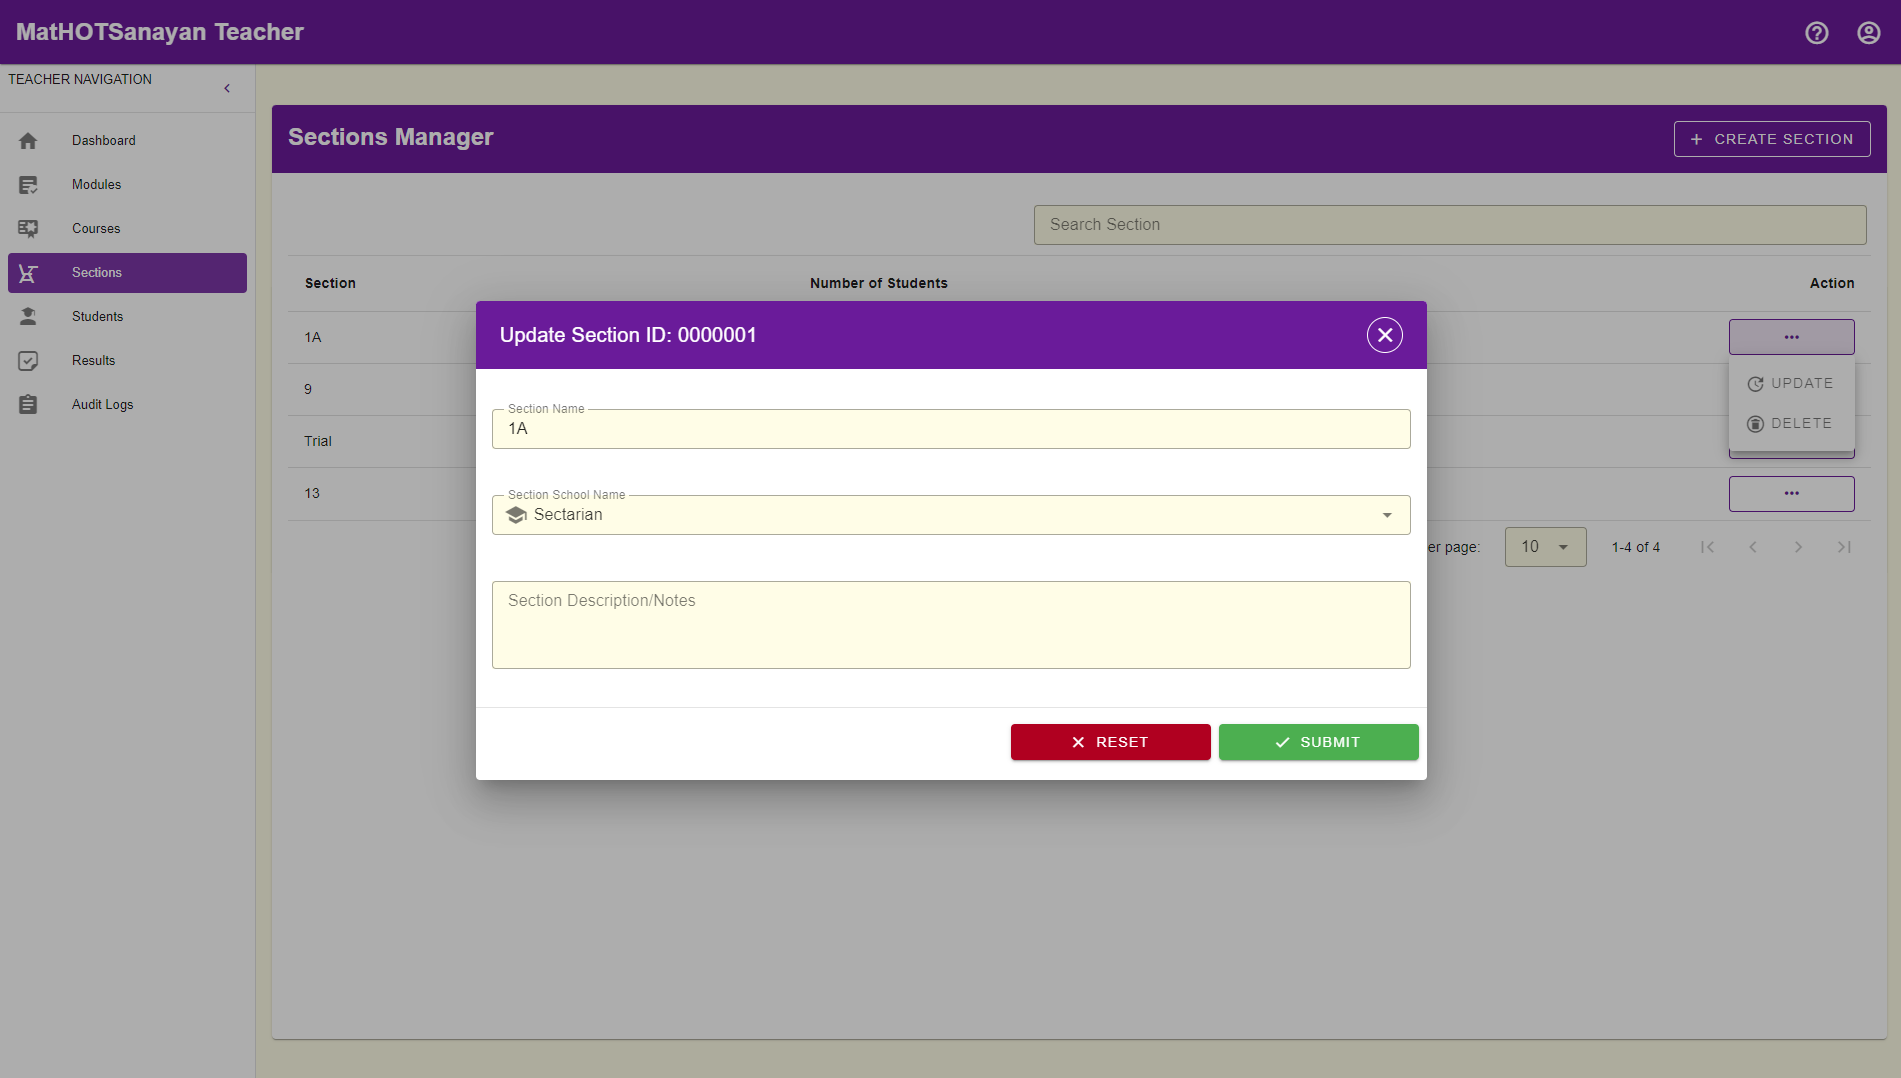 MatHOTSanayan Teacher
TEACHER NAVIGATION
Dashboard
Modules
Courses
Sections
Students
Results
Audit Logs
Sections Manager
CREATE SECTION
Search Section
Section
Number of Students
Action
1A
...
9
Trial
13
...
UPDATE
DELETE
er page:
10
1-4 of 4
Update Section ID: 0000001
Section Name
1A
Section School Name
Sectarian
Section Description/Notes
RESET
SUBMIT